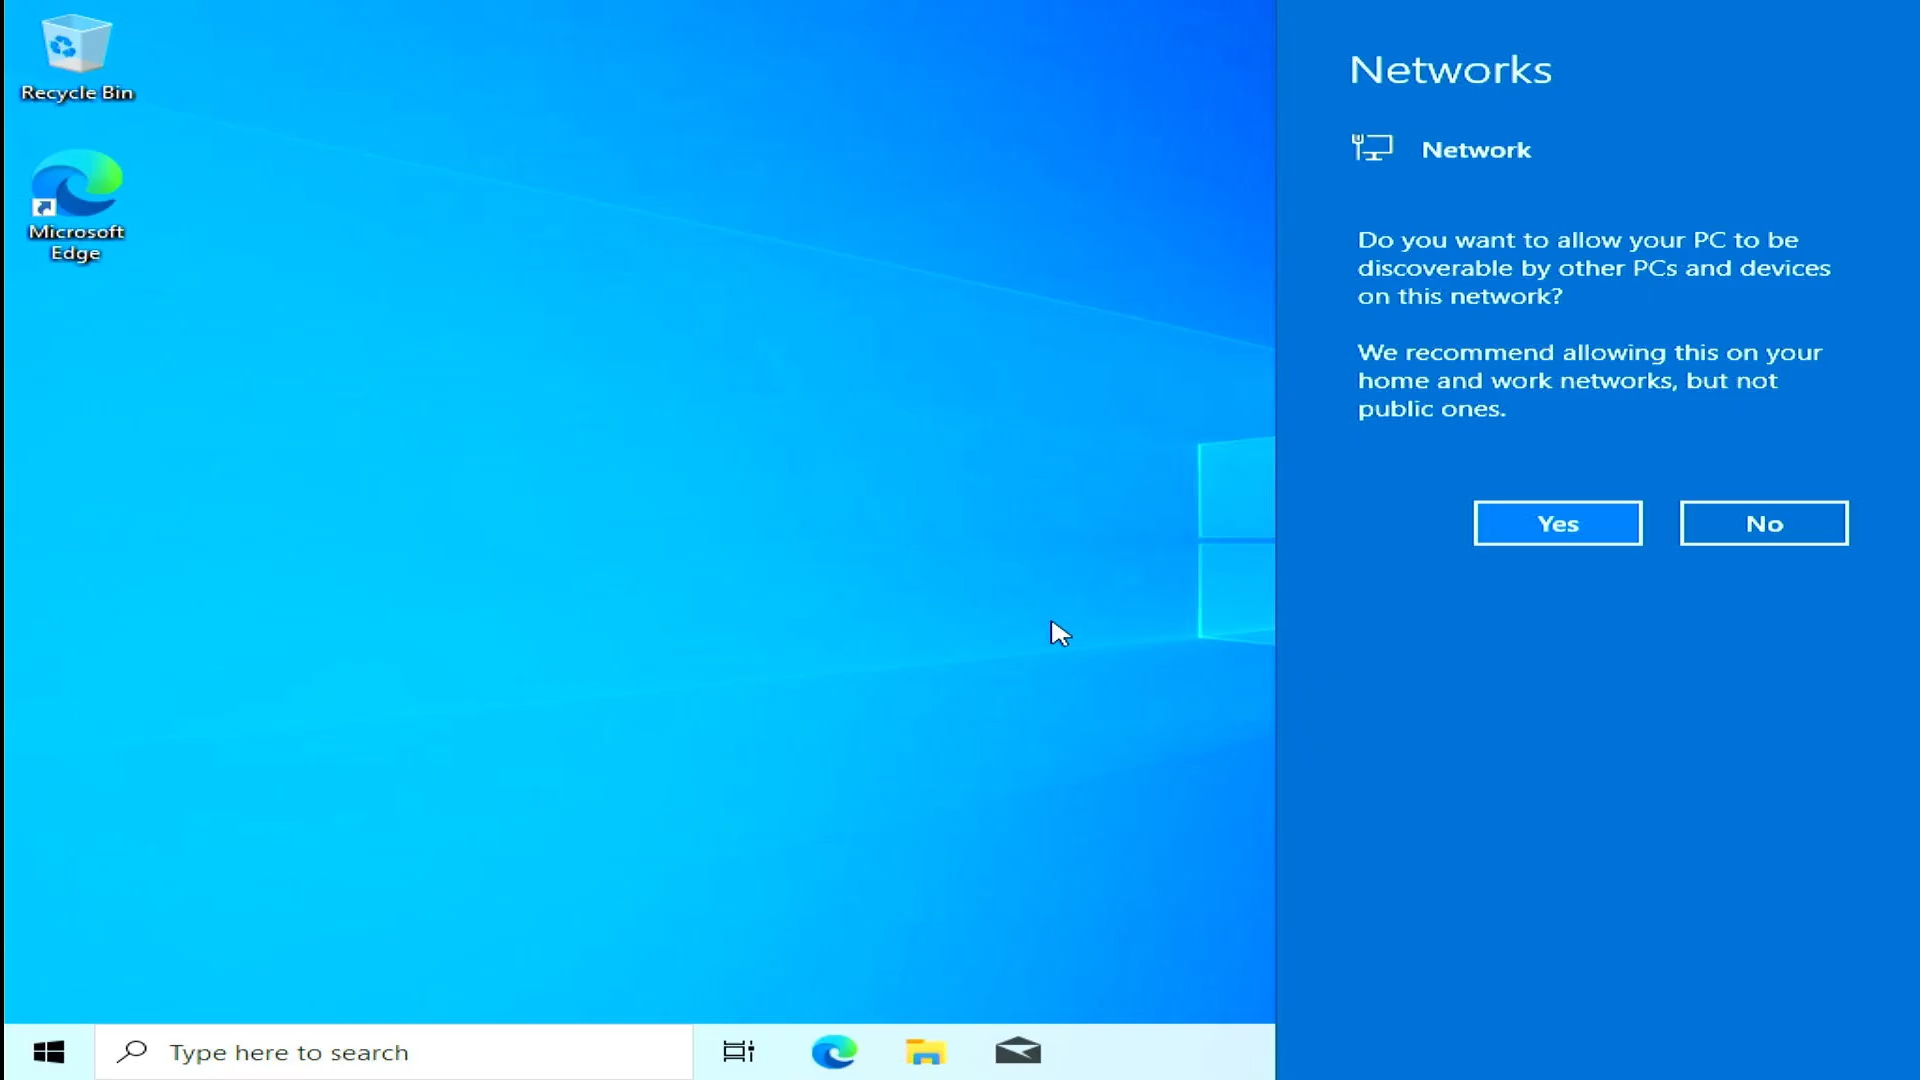 Recycle Bin
Microsoft
Edge
Networks
Network
Do you want to allow your PC to be
discoverable by other PCs and devices
on this network?
We recommend allowing this on your
home and work networks, but not
public ones.
Yes
No
Type here to search